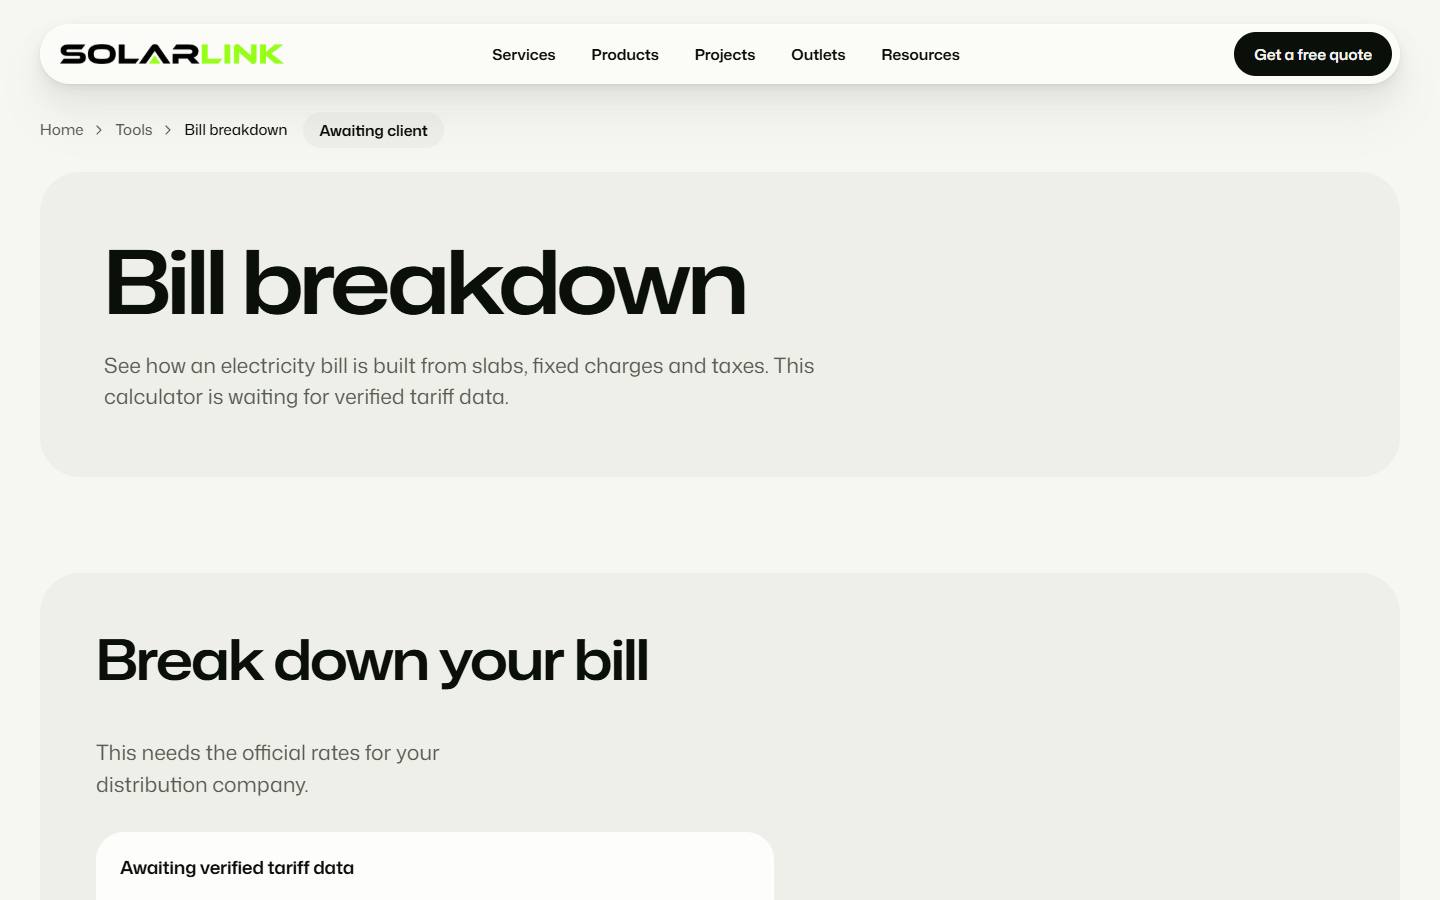 SOLARLINK
Services
Products
Projects
Outlets
Resources
Get a free quote
Home
Tools
Bill breakdown
Awaiting client
Bill breakdown
See how an electricity bill is built from slabs, fixed charges and taxes. This
calculator is waiting for verified tariff data.
Break down your bill
This needs the official rates for your
distribution company.
Awaiting verified tariff data